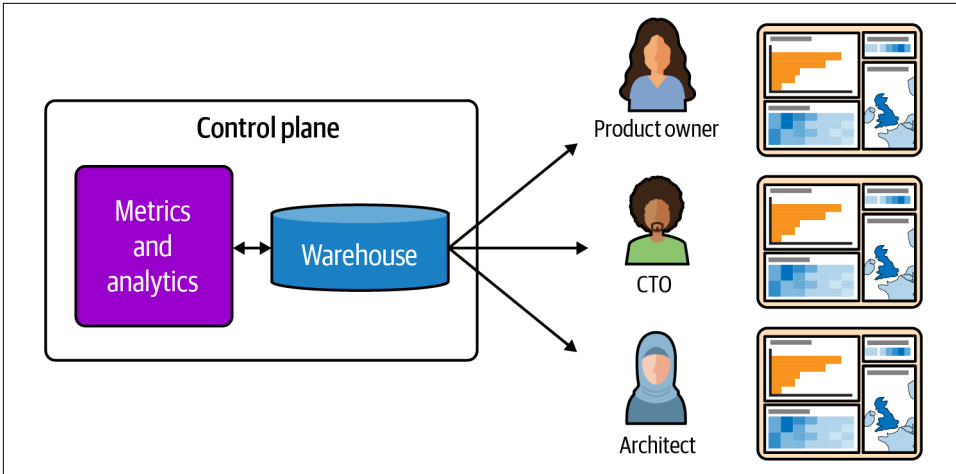 Control plane
Metrics
and
analytics
Warehouse
Product owner
CTO
Architect